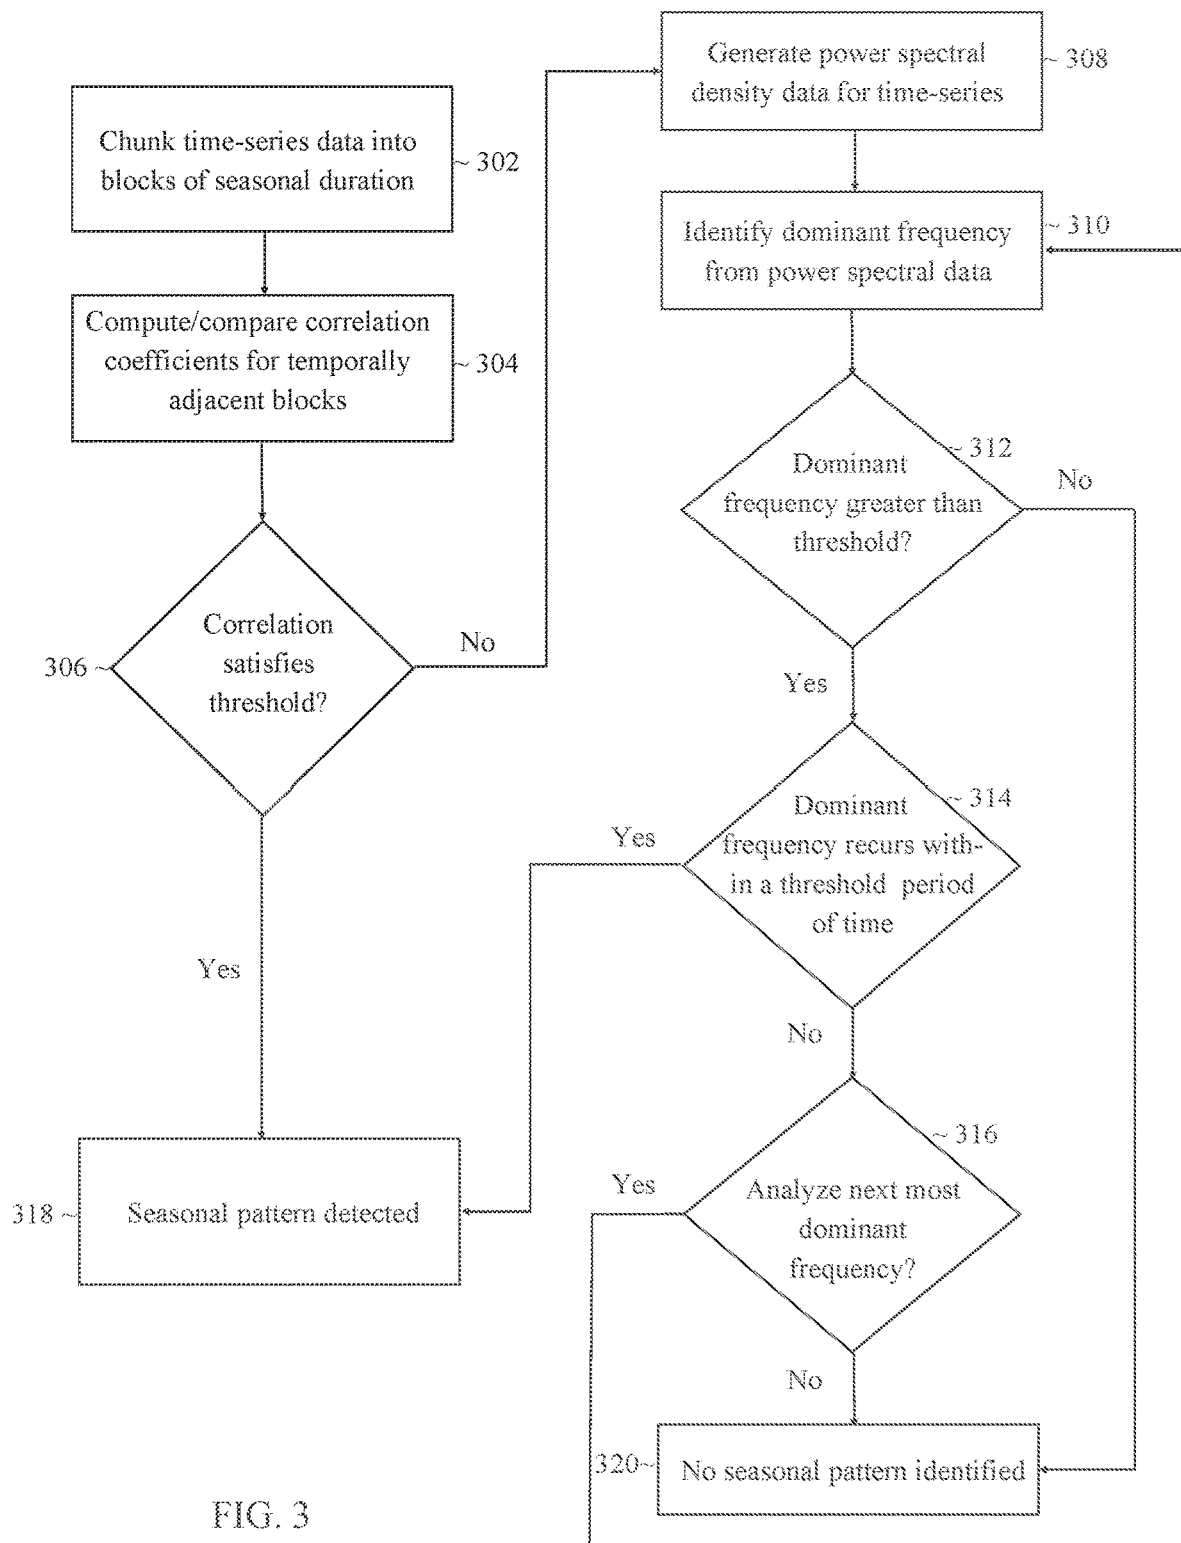 Chunk time-series data into
blocks of seasonal duration
~ 302
Compute/compare correlation
coefficients for temporally
adjacent blocks
~ 304
Correlation
satisfies
threshold?
306 ~
No
Yes
Seasonal pattern detected
318 ~
Generate power spectral
density data for time-series
~ 308
Identify dominant frequency
from power spectral data
~ 310
Dominant
frequency greater than
threshold?
~ 312
No
Yes
Dominant
frequency recurs with-
in a threshold period
of time
~ 314
Yes
No
Analyze next most
dominant
frequency?
~ 316
Yes
No
320~
No seasonal pattern identified
FIG. 3